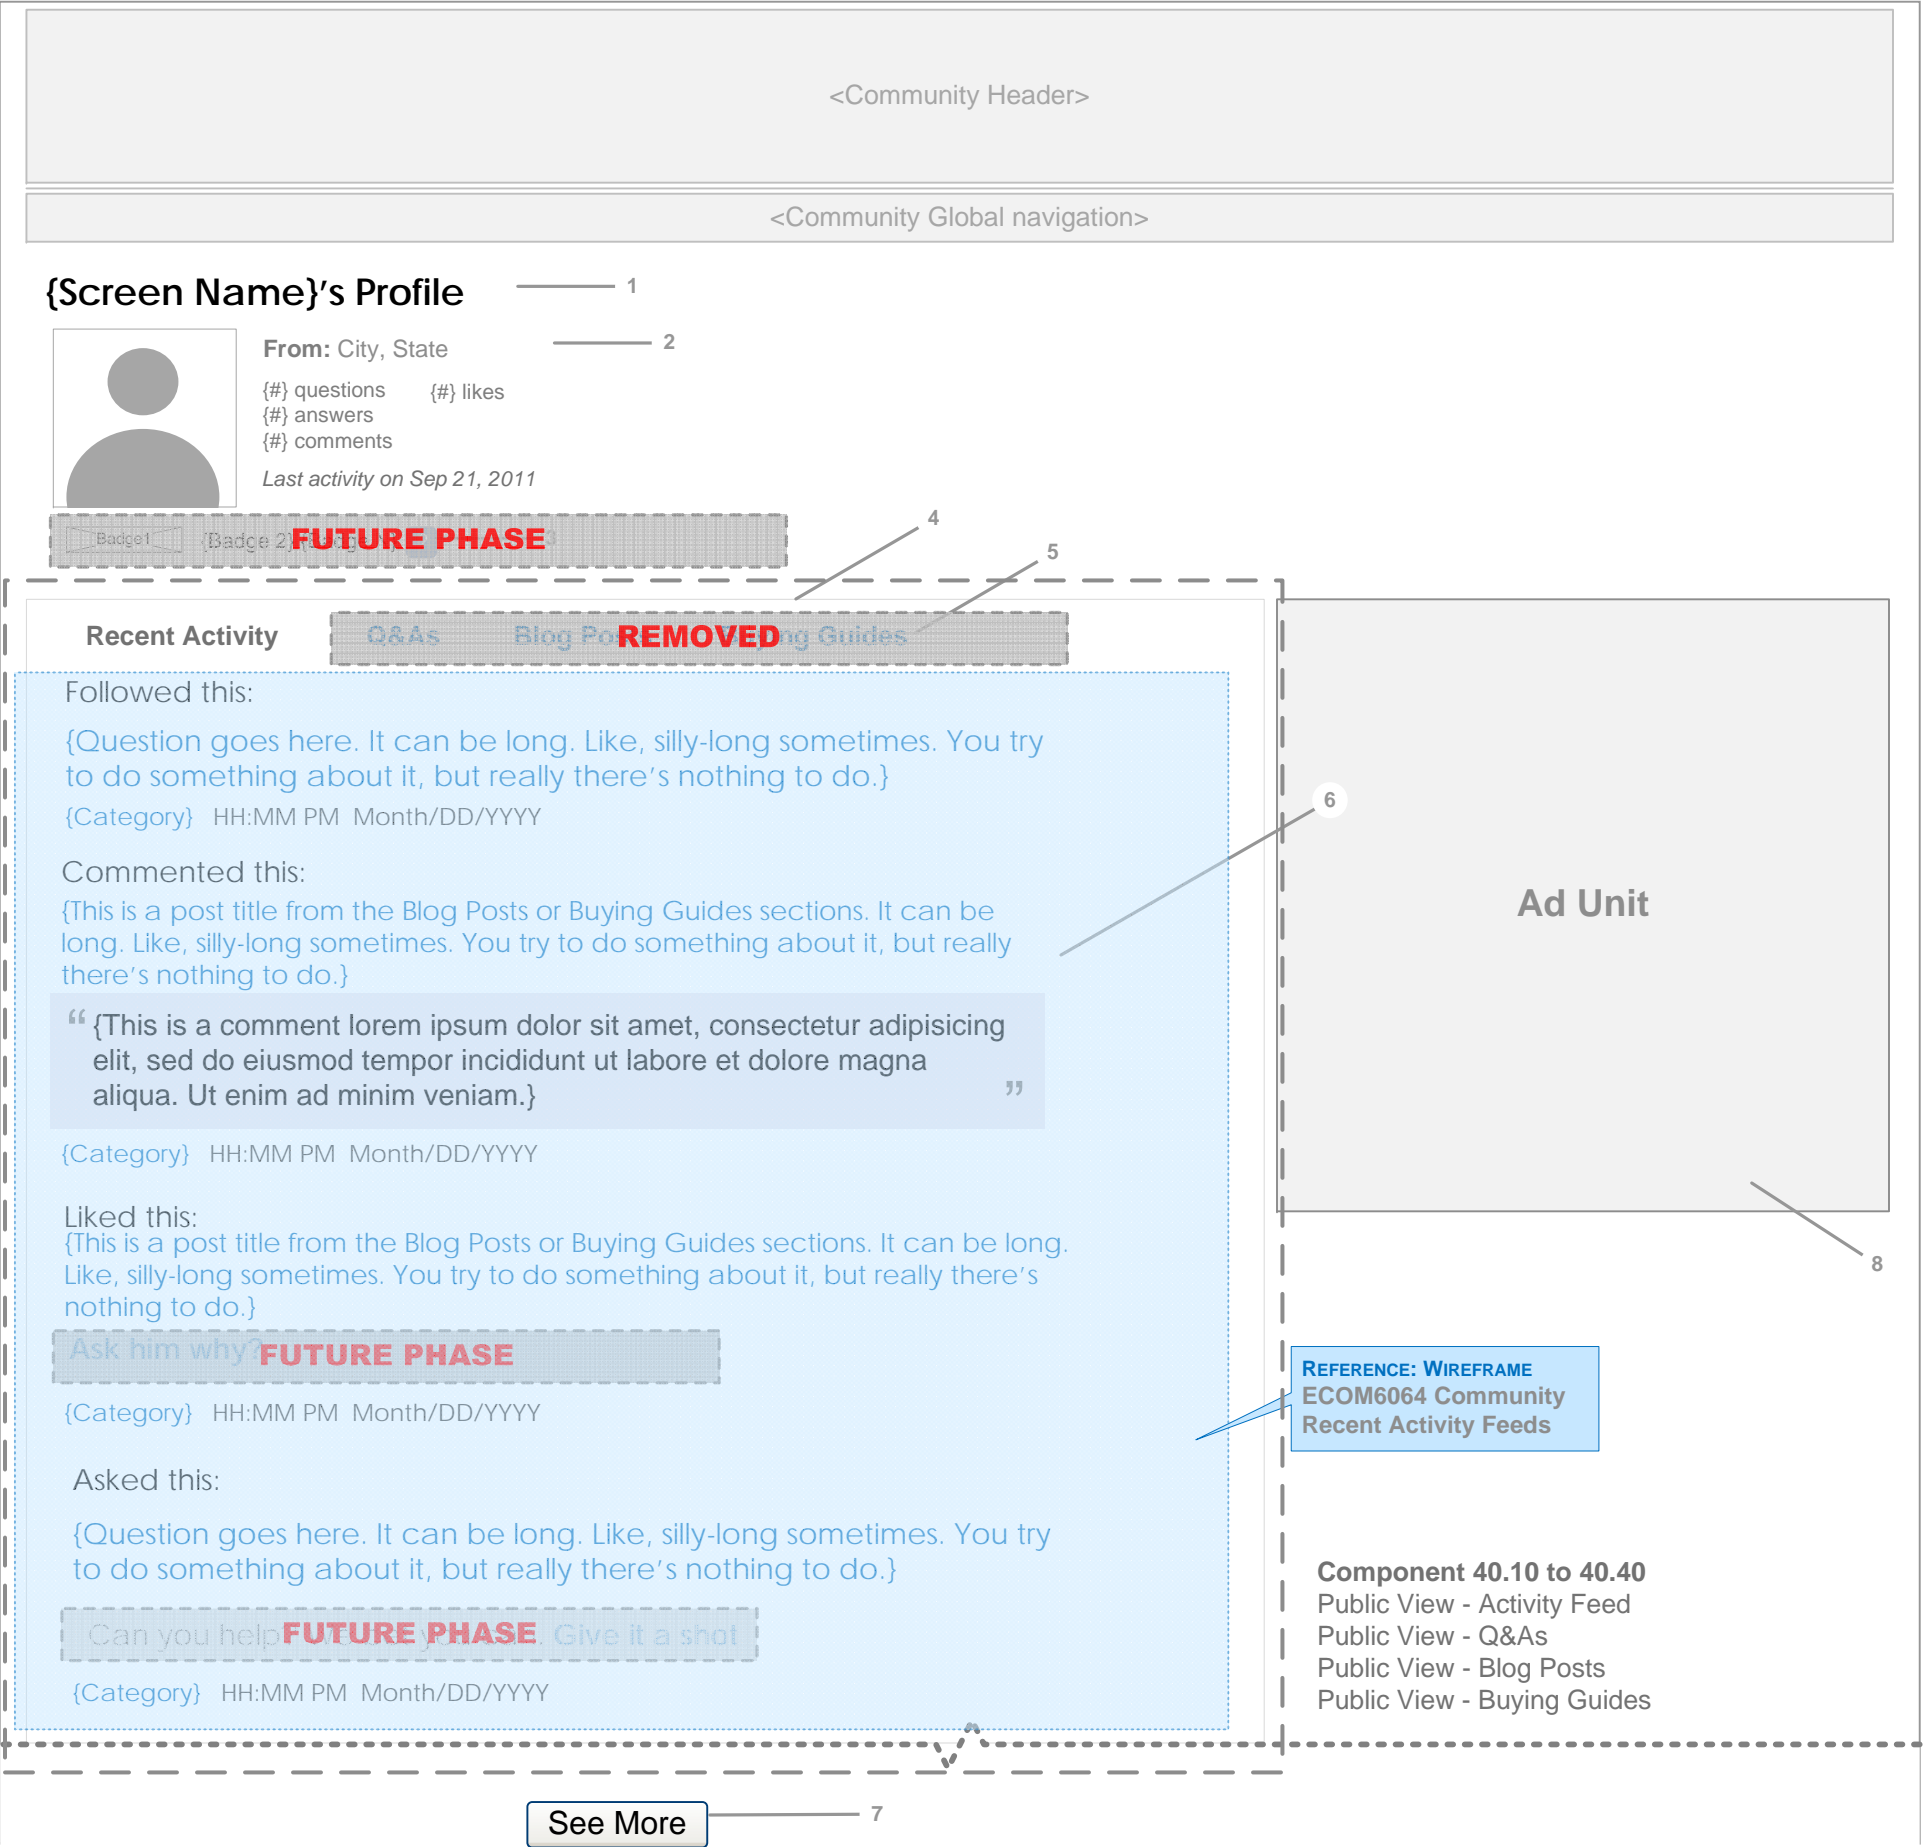 <Community Header>
<Community Global navigation>
{Screen Name}'s Profile
1
From: City, State
2
{#} questions {#} likes
{#} answers
{#} comments
Last activity on Sep 21, 2011
Badge1 {Badge 2} FUTURE PHASE 3
4
5
Recent Activity Q&As Blog Posts REMOVED Buying Guides
Followed this:
{Question goes here. It can be long. Like, silly-long sometimes. You try
to do something about it, but really there's nothing to do.}
{Category} HH:MM PM Month/DD/YYYY
6
Commented this:
{This is a post title from the Blog Posts or Buying Guides sections. It can be
long. Like, silly-long sometimes. You try to do something about it, but really
there's nothing to do.}
“ {This is a comment lorem ipsum dolor sit amet, consectetur adipisicing
elit, sed do eiusmod tempor incididunt ut labore et dolore magna
aliqua. Ut enim ad minim veniam.} ”
{Category} HH:MM PM Month/DD/YYYY
Ad Unit
8
Liked this:
{This is a post title from the Blog Posts or Buying Guides sections. It can be long.
Like, silly-long sometimes. You try to do something about it, but really there's
nothing to do.}
Ask him why? FUTURE PHASE
{Category} HH:MM PM Month/DD/YYYY
REFERENCE: WIREFRAME
ECOM6064 Community
Recent Activity Feeds
Asked this:
{Question goes here. It can be long. Like, silly-long sometimes. You try
to do something about it, but really there's nothing to do.}
Can you help FUTURE PHASE Give it a shot
{Category} HH:MM PM Month/DD/YYYY
Component 40.10 to 40.40
Public View - Activity Feed
Public View - Q&As
Public View - Blog Posts
Public View - Buying Guides
See More
7